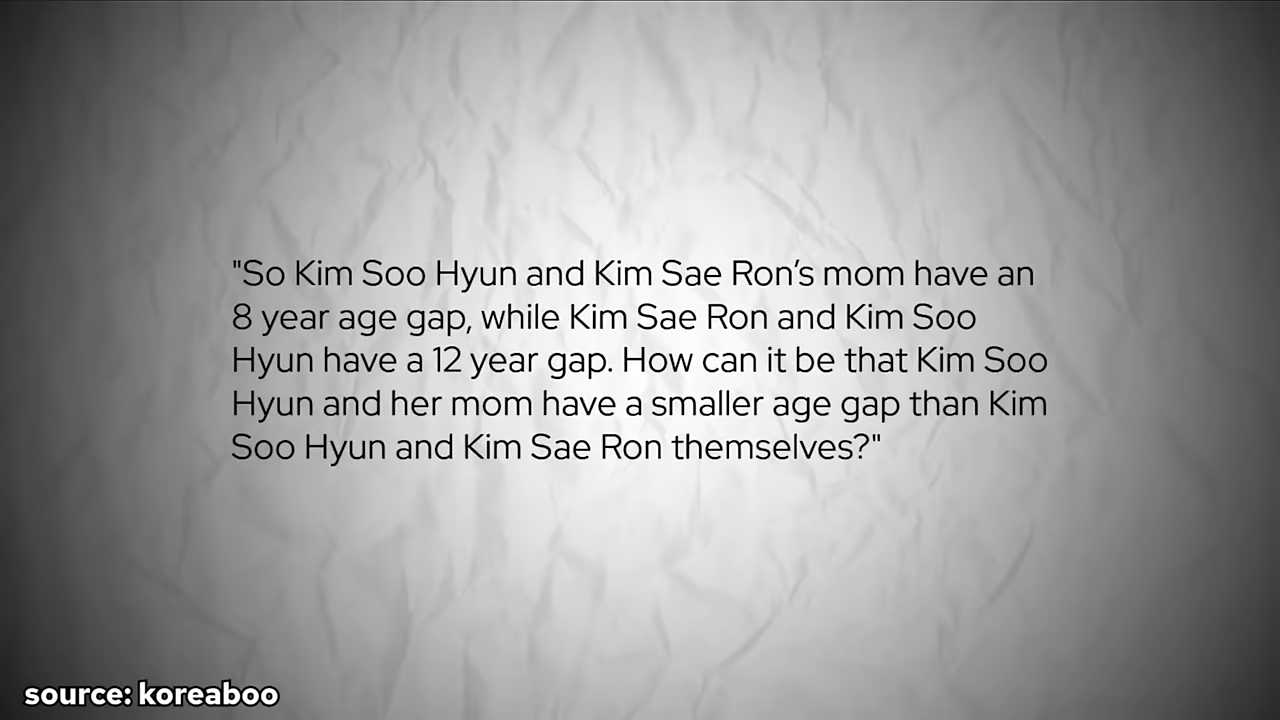 "So Kim Soo Hyun and Kim Sae Ron’s mom have an
8 year age gap, while Kim Sae Ron and Kim Soo
Hyun have a 12 year gap. How can it be that Kim Soo
Hyun and her mom have a smaller age gap than Kim
Soo Hyun and Kim Sae Ron themselves?"
source: koreaboo